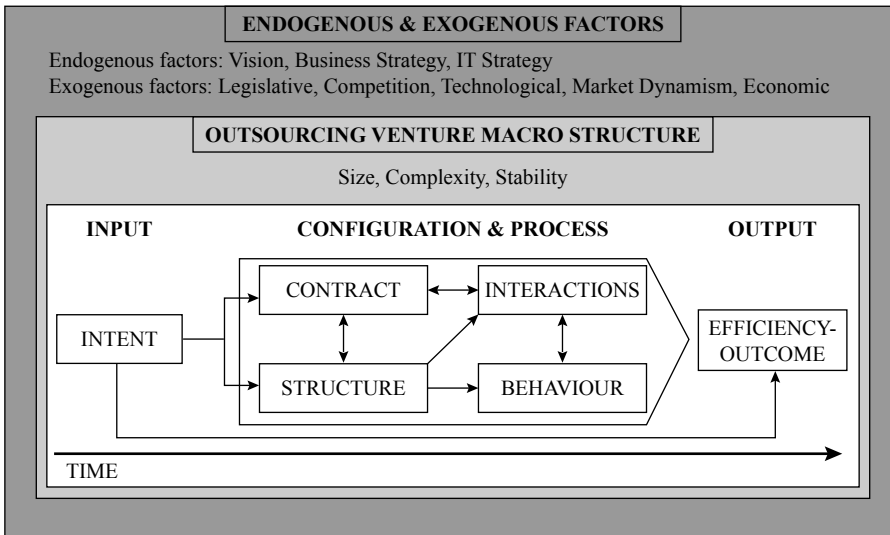 ENDOGENOUS & EXOGENOUS FACTORS
Endogenous factors: Vision, Business Strategy, IT Strategy
Exogenous factors: Legislative, Competition, Technological, Market Dynamism, Economic
OUTSOURCING VENTURE MACRO STRUCTURE
Size, Complexity, Stability
INPUT
CONFIGURATION & PROCESS
OUTPUT
CONTRACT
INTERACTIONS
INTENT
EFFICIENCY-
OUTCOME
STRUCTURE
BEHAVIOUR
TIME